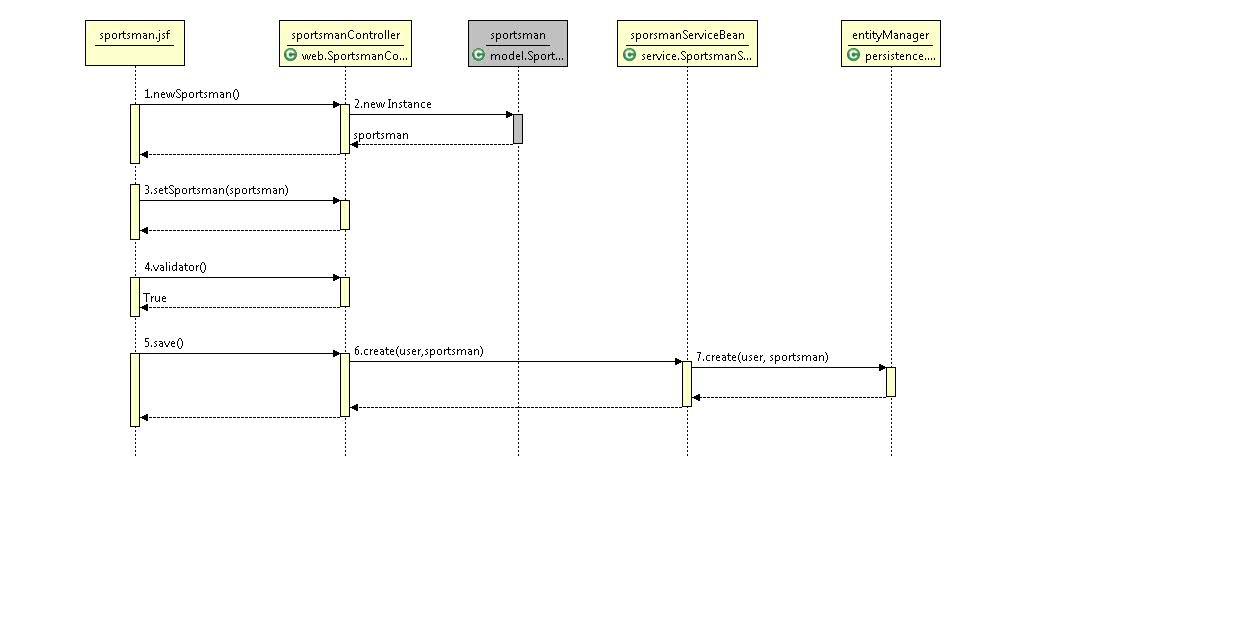 sportsman.jsf
sportsmanController
C web.SportsmanCo...
sportsman
C model.Sport...
sporsmanServiceBean
C service.SportsmanS...
entityManager
C persistence....
1.newSportsman()
2.new Instance
sportsman
3.setSportsman(sportsman)
4.validator()
True
5.save()
6.create(user,sportsman)
7.create(user, sportsman)